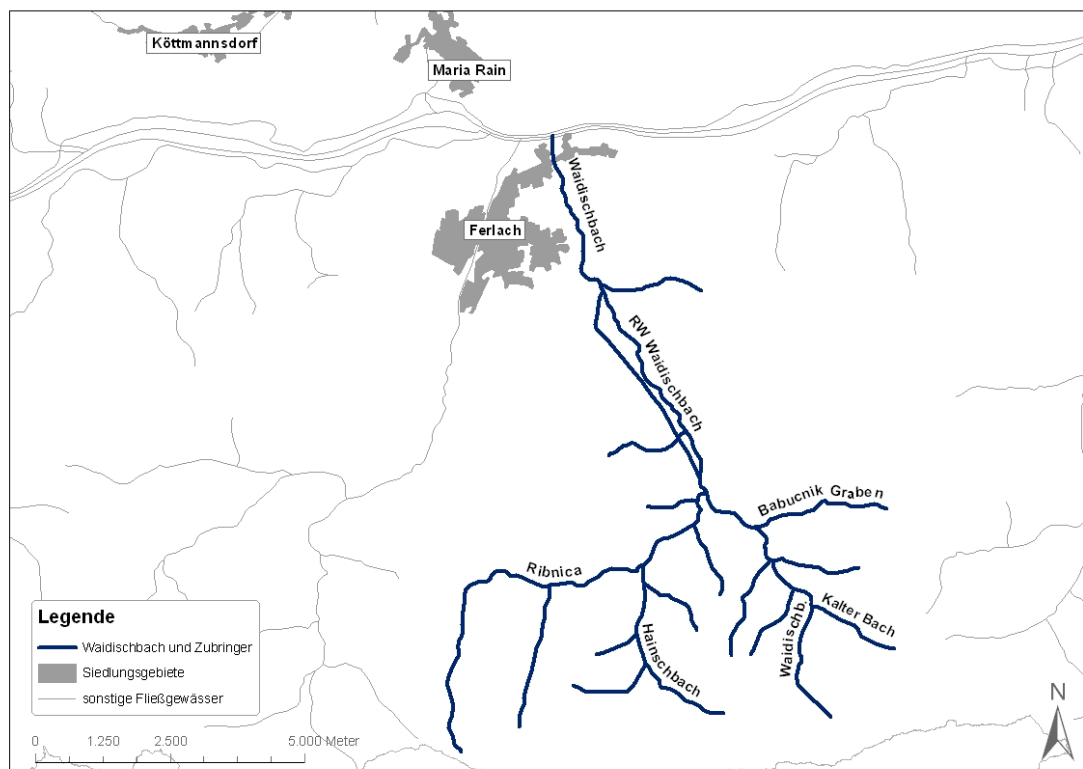 Köttmannsdorf
Maria Rain
Waidischbach
Ferlach
RW Waidischbach
Babucnik Graben
Ribnica
Kalter Bach
Waidischb.
Hainschbach
Legende
Waidischbach und Zubringer
Siedlungsgebiete
sonstige Fließgewässer
N
0 1.250 2.500 5.000 Meter